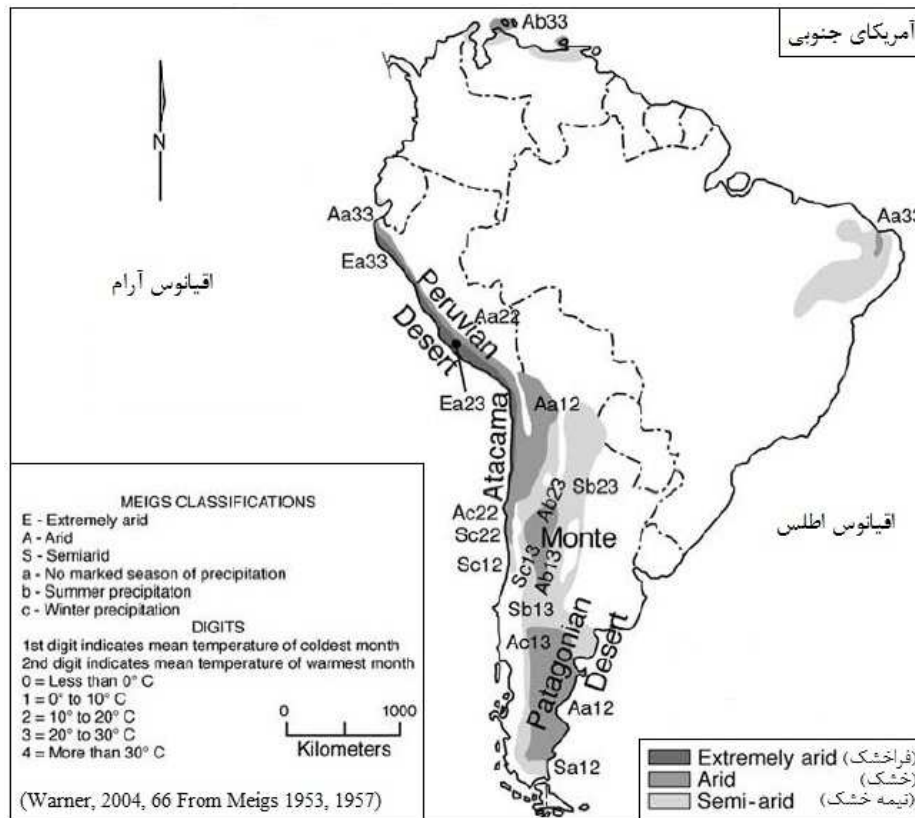 آمریکای جنوبی
Ab33
N
Aa33
Aa33
Ea33
اقیانوس آرام
Peruvian
Desert
Aa22
Ea23
Aa12
Atacama
Sb23
Ab23
Ac22
Sc22
Monte
اقیانوس اطلس
Sc12
Sc13
Ab13
Sb13
Ac13
Patagonian
Desert
Aa12
Sa12
MEIGS CLASSIFICATIONS
E - Extremely arid
A - Arid
S - Semiarid
a - No marked season of precipitation
b - Summer precipitaton
c - Winter precipitation
DIGITS
1st digit indicates mean temperature of coldest month
2nd digit indicates mean temperature of warmest month
0 = Less than 0° C
1 = 0° to 10° C
2 = 10° to 20° C
3 = 20° to 30° C
4 = More than 30° C
0 1000
Kilometers
(Warner, 2004, 66 From Meigs 1953, 1957)
Extremely arid (فراخشک)
Arid (خشک)
Semi-arid (نیمه خشک)